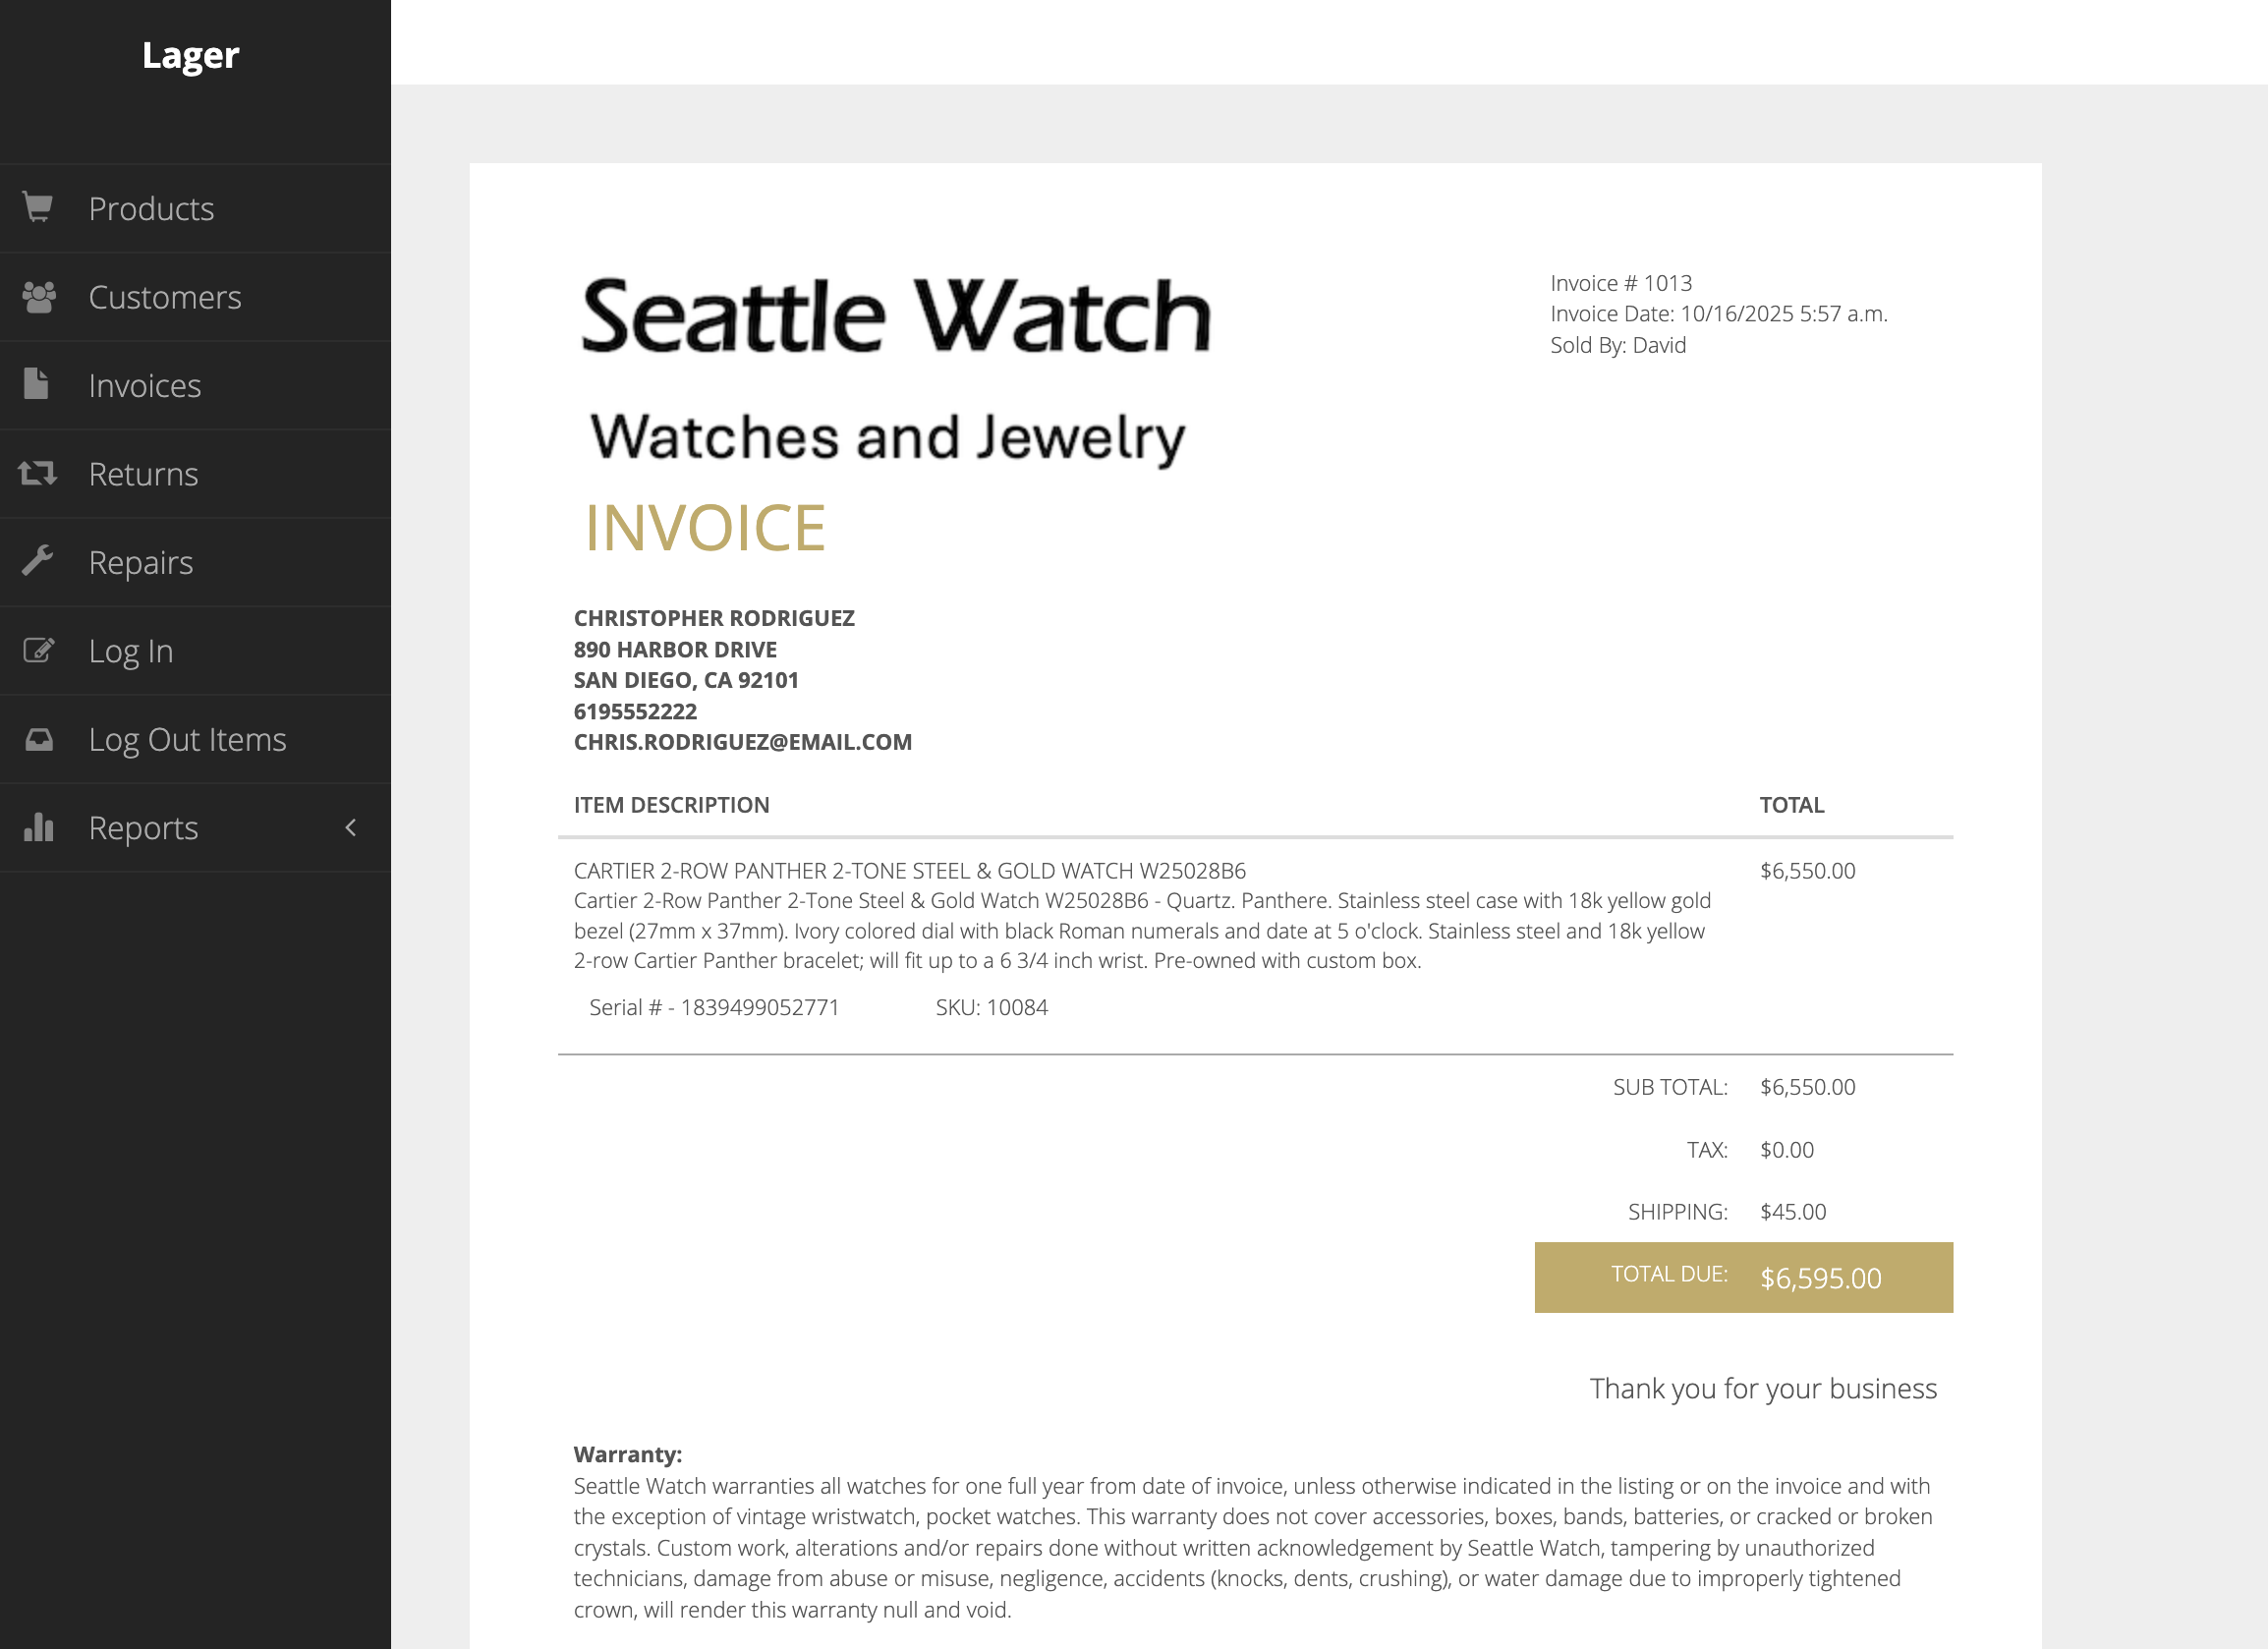 Lager
Products
Customers
Invoices
Returns
Repairs
Log In
Log Out Items
Reports
Seattle Watch
Watches and Jewelry
Invoice # 1013
Invoice Date: 10/16/2025 5:57 a.m.
Sold By: David
INVOICE
CHRISTOPHER RODRIGUEZ
890 HARBOR DRIVE
SAN DIEGO, CA 92101
6195552222
CHRIS.RODRIGUEZ@EMAIL.COM
ITEM DESCRIPTION TOTAL
CARTIER 2-ROW PANTHER 2-TONE STEEL & GOLD WATCH W25028B6 $6,550.00
Cartier 2-Row Panther 2-Tone Steel & Gold Watch W25028B6 - Quartz. Panthere. Stainless steel case with 18k yellow gold
bezel (27mm x 37mm). Ivory colored dial with black Roman numerals and date at 5 o'clock. Stainless steel and 18k yellow
2-row Cartier Panther bracelet; will fit up to a 6 3/4 inch wrist. Pre-owned with custom box.
Serial # - 1839499052771 SKU: 10084
SUB TOTAL: $6,550.00
TAX: $0.00
SHIPPING: $45.00
TOTAL DUE: $6,595.00
Thank you for your business
Warranty:
Seattle Watch warranties all watches for one full year from date of invoice, unless otherwise indicated in the listing or on the invoice and with
the exception of vintage wristwatch, pocket watches. This warranty does not cover accessories, boxes, bands, batteries, or cracked or broken
crystals. Custom work, alterations and/or repairs done without written acknowledgement by Seattle Watch, tampering by unauthorized
technicians, damage from abuse or misuse, negligence, accidents (knocks, dents, crushing), or water damage due to improperly tightened
crown, will render this warranty null and void.